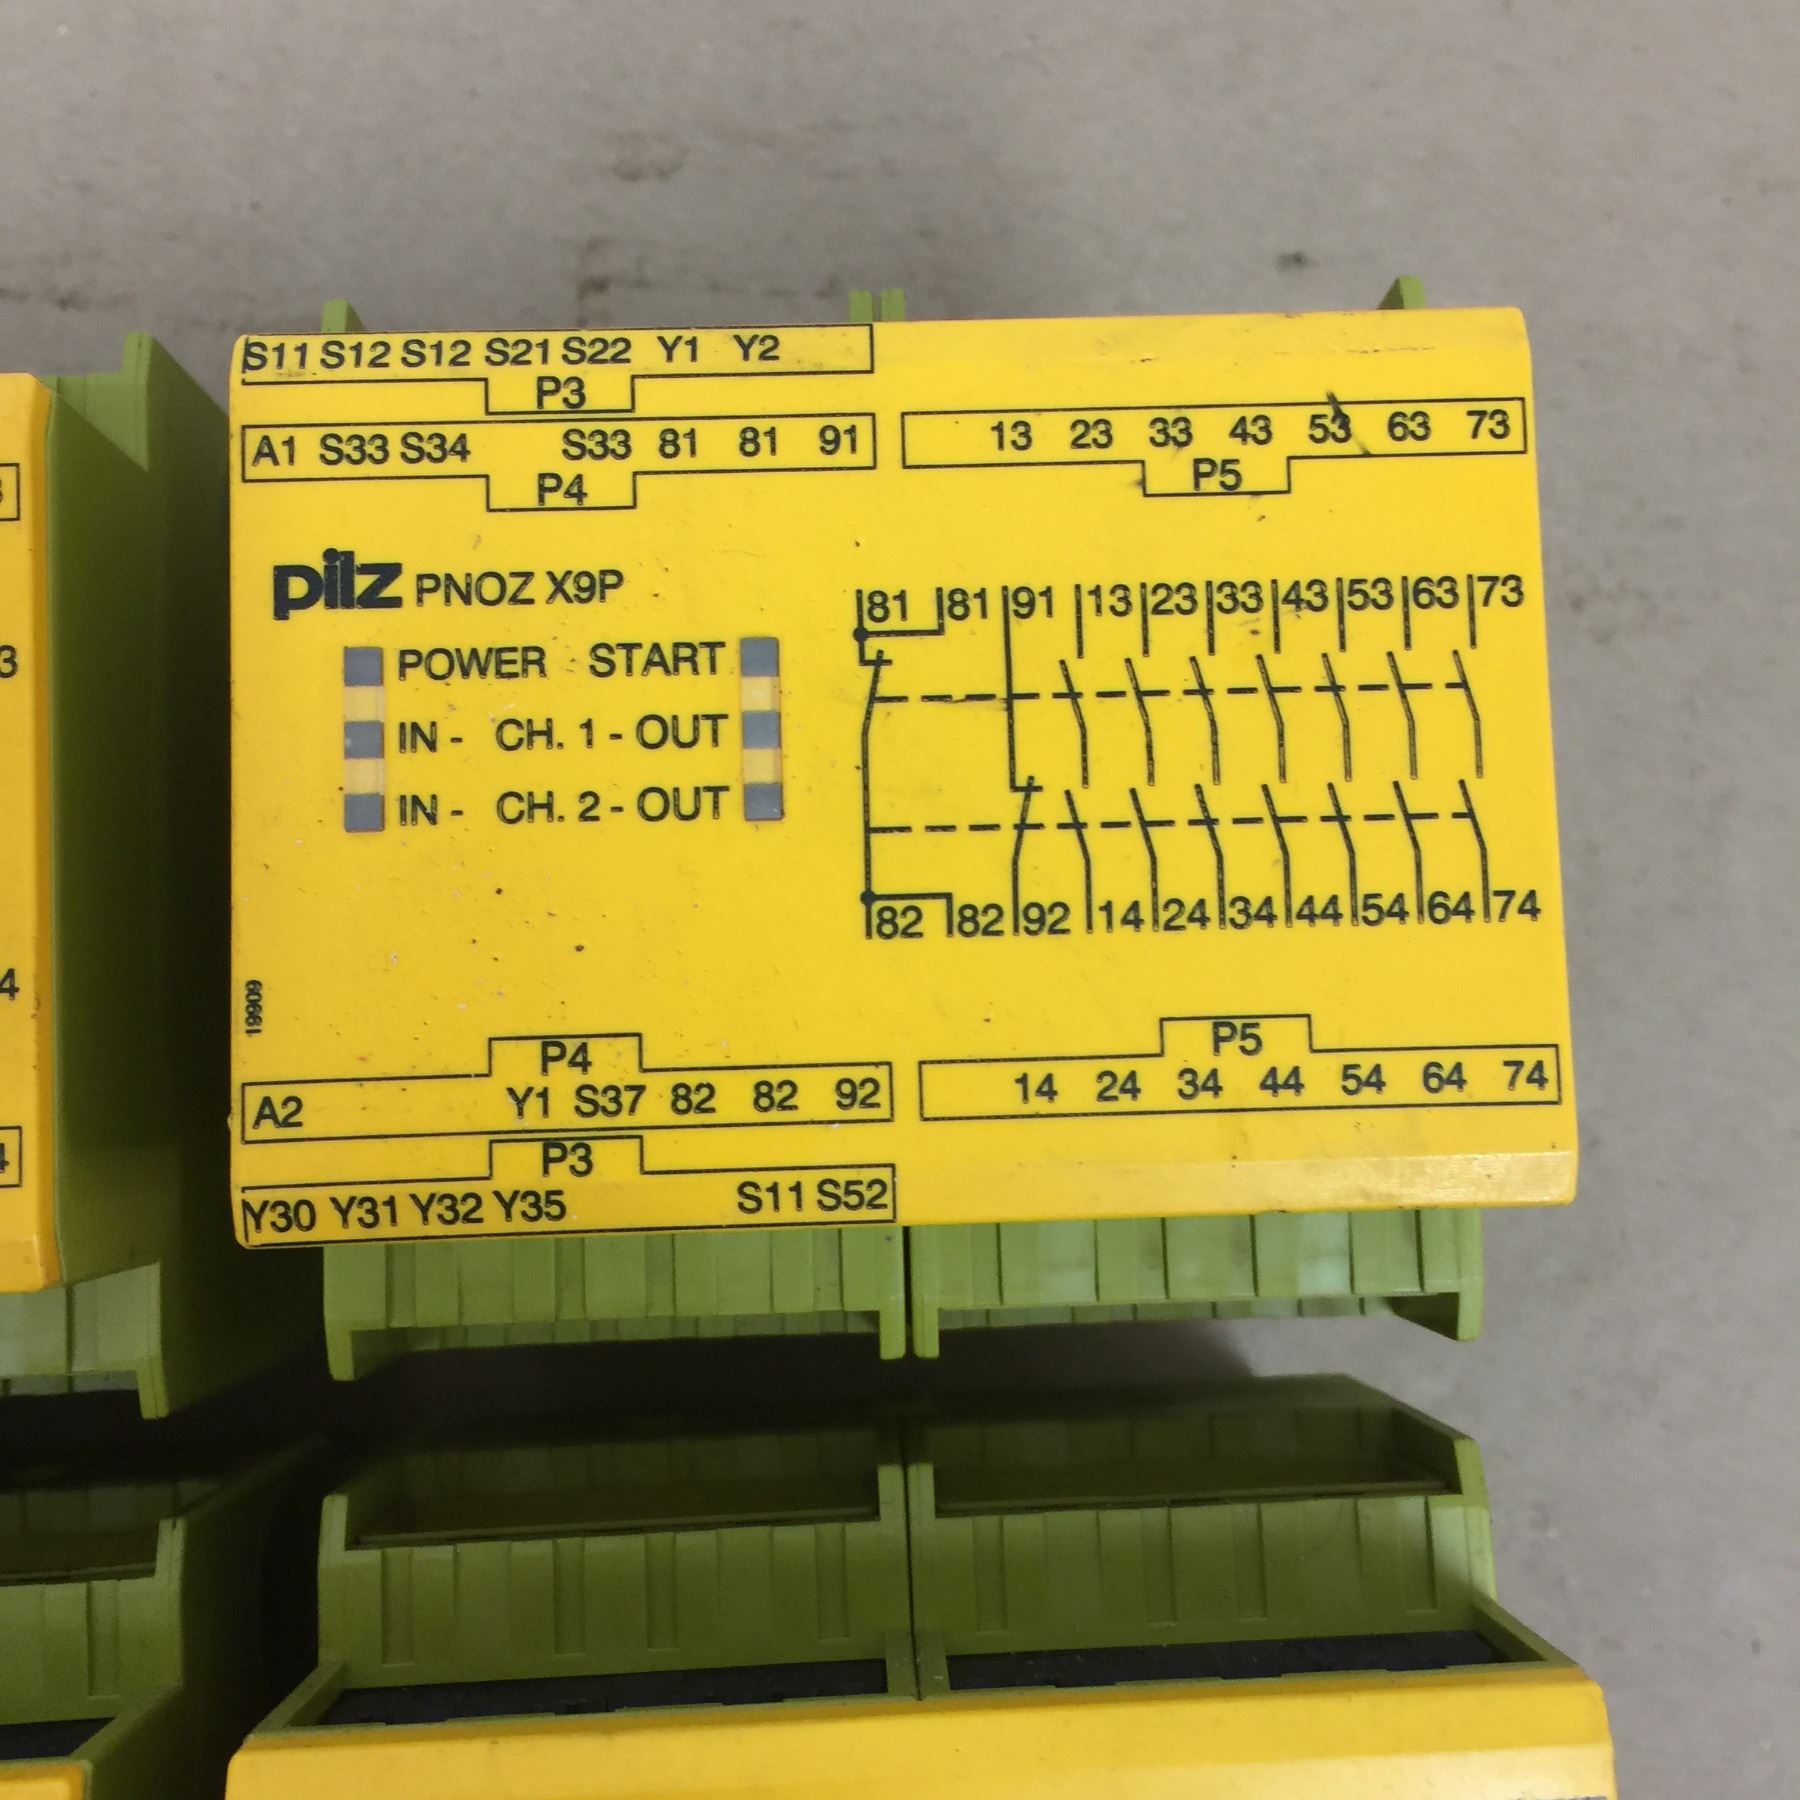 S11 S12 S12 S21 S22 Y1 Y2
P3
A1 S33 S34 S33 81 81 91
P4
13 23 33 43 53 63 73
P5
pilz PNOZ X9P
POWER START
IN - CH. 1 - OUT
IN - CH. 2 - OUT
81 81 91 13 23 33 43 53 63 73
82 82 92 14 24 34 44 54 64 74
19909
P4
A2 Y1 S37 82 82 92
P5
14 24 34 44 54 64 74
P3
Y30 Y31 Y32 Y35 S11 S52
3
4
4